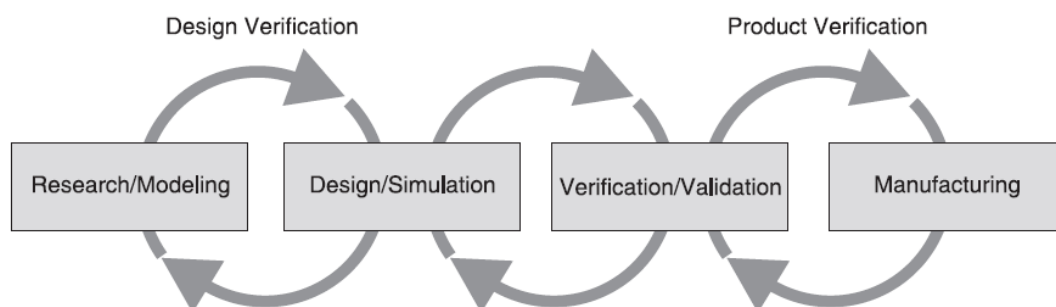 Design Verification
Product Verification
Research/Modeling
Design/Simulation
Verification/Validation
Manufacturing